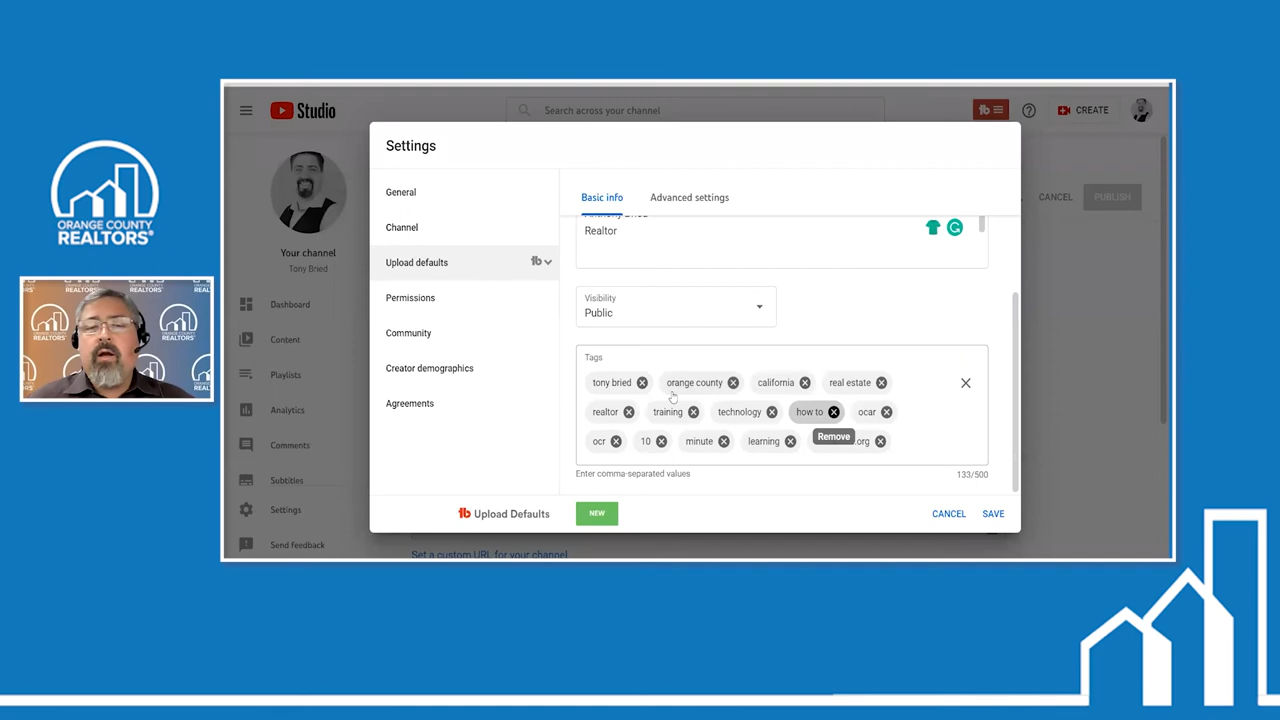 Studio
Search across your channel
CREATE
ORANGE COUNTY
REALTORS®
Your channel
Tony Bried
Dashboard
Content
Playlists
Analytics
Comments
Subtitles
Settings
Send feedback
CANCEL
PUBLISH
Settings
General
Channel
Upload defaults
Permissions
Community
Creator demographics
Agreements
Basic info
Advanced settings
Realtor
Visibility
Public
Tags
tony bried orange county california real estate
realtor training technology how to ocar
ocr 10 minute learning .org
Remove
Enter comma-separated values
133/500
tb Upload Defaults
NEW
CANCEL
SAVE
Set a custom URL for your channel